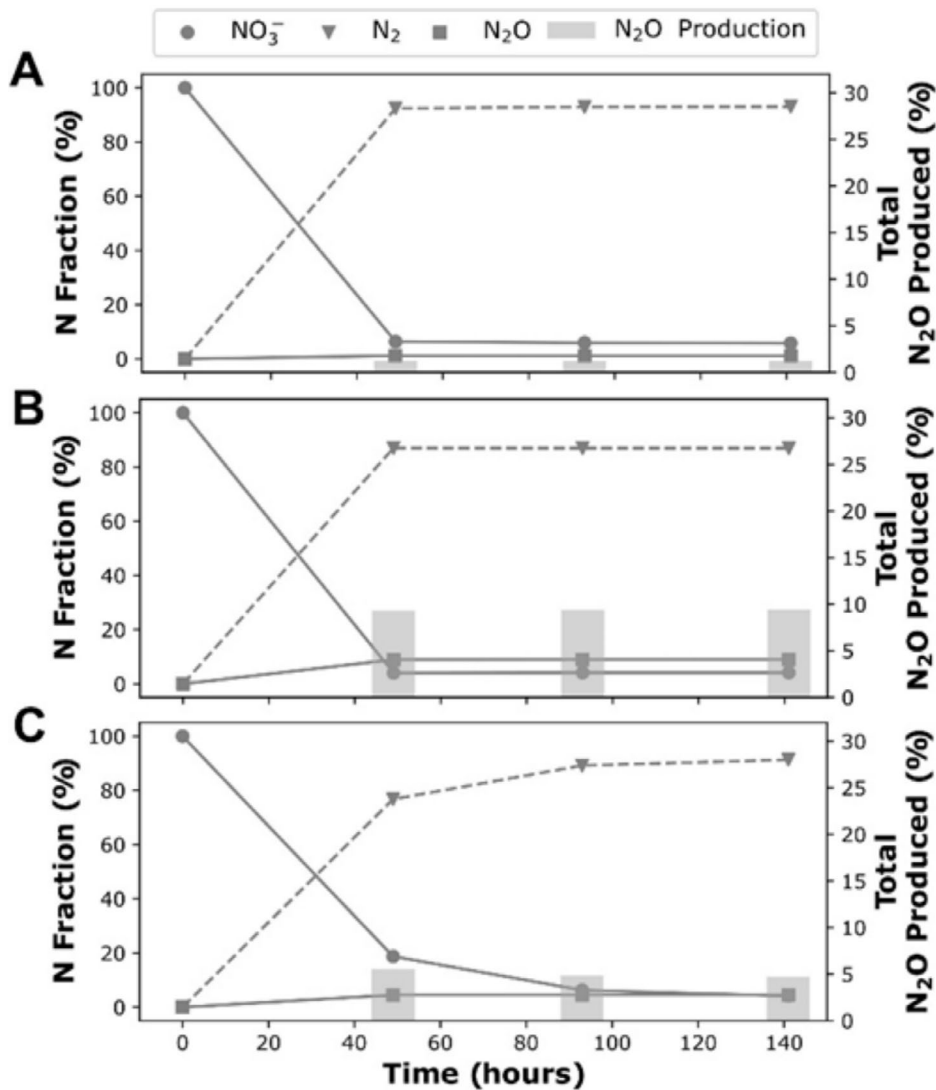 NO₃⁻ N₂ N₂O N₂O Production
A
100
80
60
40
20
0
N Fraction (%)
30
25
20
15
10
5
0
Total
N₂O Produced (%)
B
100
80
60
40
20
0
N Fraction (%)
30
25
20
15
10
5
0
Total
N₂O Produced (%)
C
100
80
60
40
20
0
N Fraction (%)
30
25
20
15
10
5
0
Total
N₂O Produced (%)
0 20 40 60 80 100 120 140
Time (hours)